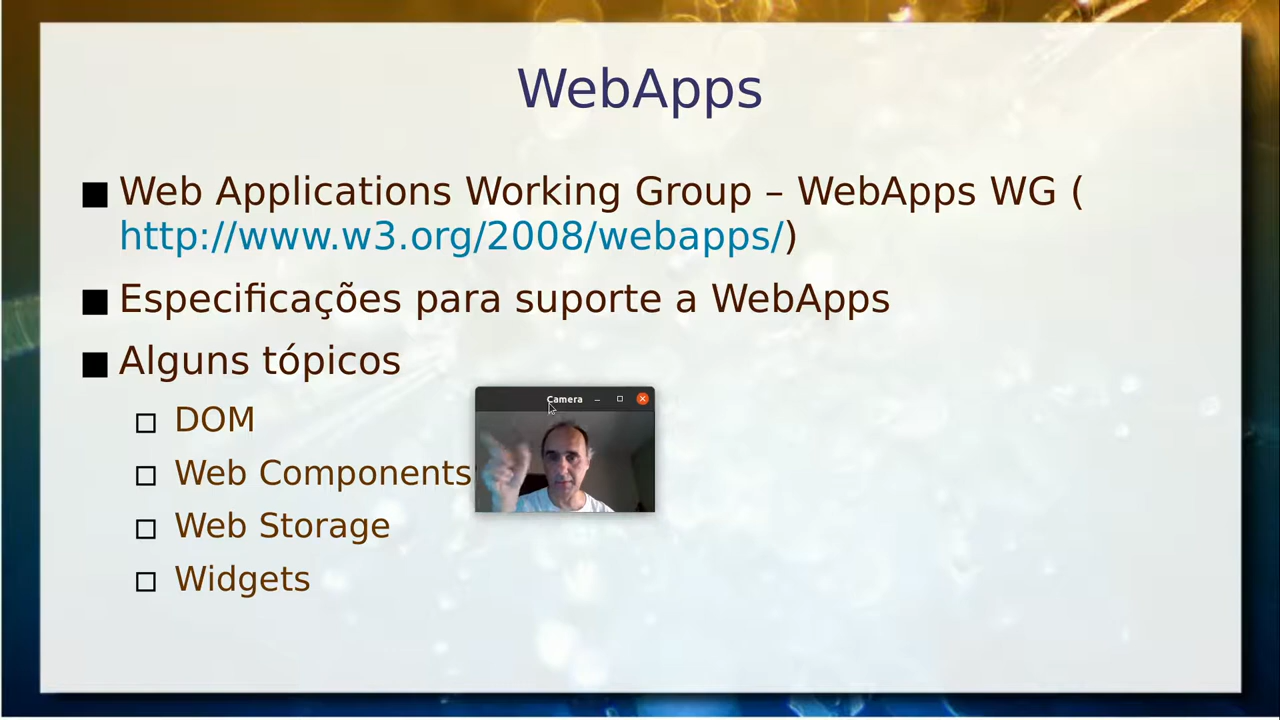 WebApps
Web Applications Working Group – WebApps WG (
http://www.w3.org/2008/webapps/)
Especificações para suporte a WebApps
Alguns tópicos
DOM
Web Components
Web Storage
Widgets
Camera